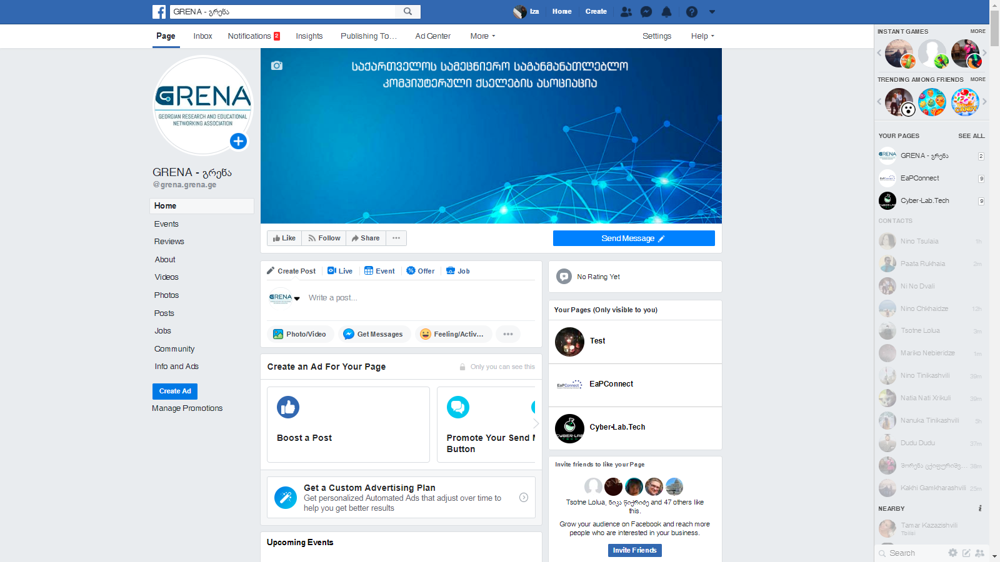 GRENA - გრენა
Iza
Home
Create
Page
Inbox
Notifications 2
Insights
Publishing To...
Ad Center
More
Settings
Help
GRENA
GEORGIAN RESEARCH AND EDUCATIONAL
NETWORKING ASSOCIATION
GRENA - გრენა
@grena.grena.ge
Home
Events
Reviews
About
Videos
Photos
Posts
Jobs
Community
Info and Ads
Create Ad
Manage Promotions
საქართველოს სამეცნიერო საგანმანათლებლო
კომპიუტერული ქსელების ასოციაცია
Like
Follow
Share
Send Message
Create Post
Live
Event
Offer
Job
GRENA
Write a post...
Photo/Video
Get Messages
Feeling/Activ...
Create an Ad For Your Page
Only you can see this
Boost a Post
Promote Your Send M
Button
Get a Custom Advertising Plan
Get personalized Automated Ads that adjust over time to
help you get better results
Upcoming Events
No Rating Yet
Your Pages (Only visible to you)
Test
EaPConnect
EaPConnect
CYBER-LAB
TECH
Cyber-Lab.Tech
Invite friends to like your Page
Tsotne Lolua, ნიკა წიქრიძე and 47 others like
this.
Grow your audience on Facebook and reach more
people who are interested in your business.
Invite Friends
INSTANT GAMES
MORE
TRENDING AMONG FRIENDS
MORE
CANDY
YOUR PAGES
SEE ALL
GRENA
GRENA - გრენა
2
EaPConnect
EaPConnect
9
Cyber-Lab.Tech
9
CONTACTS
Nino Tsulaia
1h
Paata Rukhaia
2m
Ni No Dvali
Nino Chkhaidze
12h
Tsotne Lolua
3m
Mariko Nebieridze
1m
Nino Tinikashvili
39m
Natia Nati Xrikuli
39m
Nanuka Tinikashvili
5h
Dudu Dudu
37m
შორენა ცქიფურიშვ...
38m
Kakhi Gamkharashvili
25m
NEARBY
Tamar Kazazishvili
Tbilisi
Search